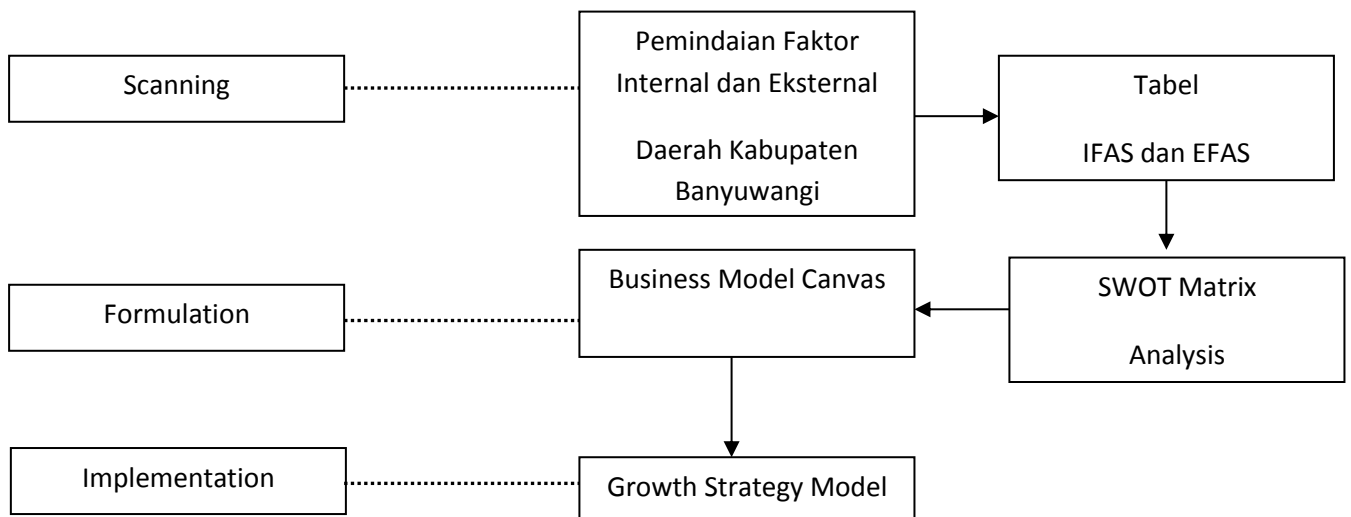 Scanning
Pemindaian Faktor
Internal dan Eksternal
Daerah Kabupaten
Banyuwangi
Tabel
IFAS dan EFAS
Formulation
Business Model Canvas
SWOT Matrix
Analysis
Implementation
Growth Strategy Model